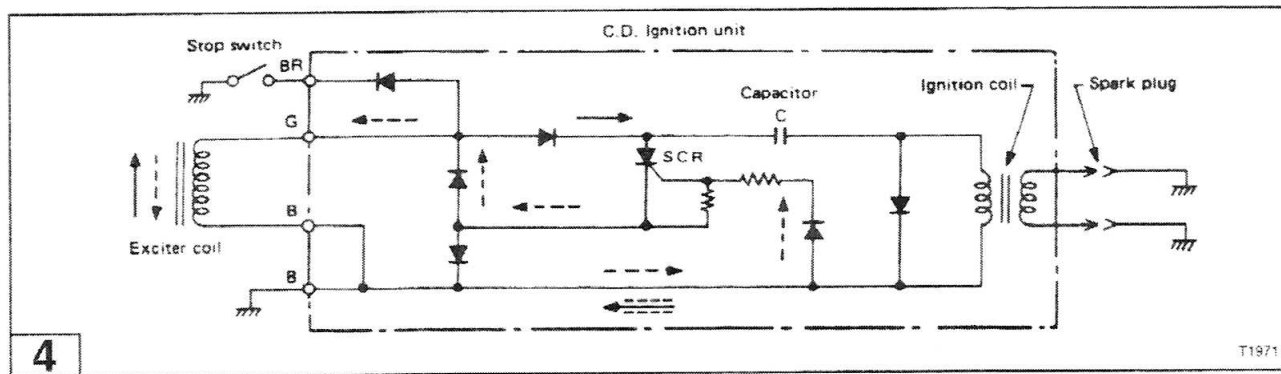 C.D. Ignition unit
Stop switch
BR
Capacitor
C
Ignition coil
Spark plug
G
SCR
B
Exciter coil
B
4
T1971